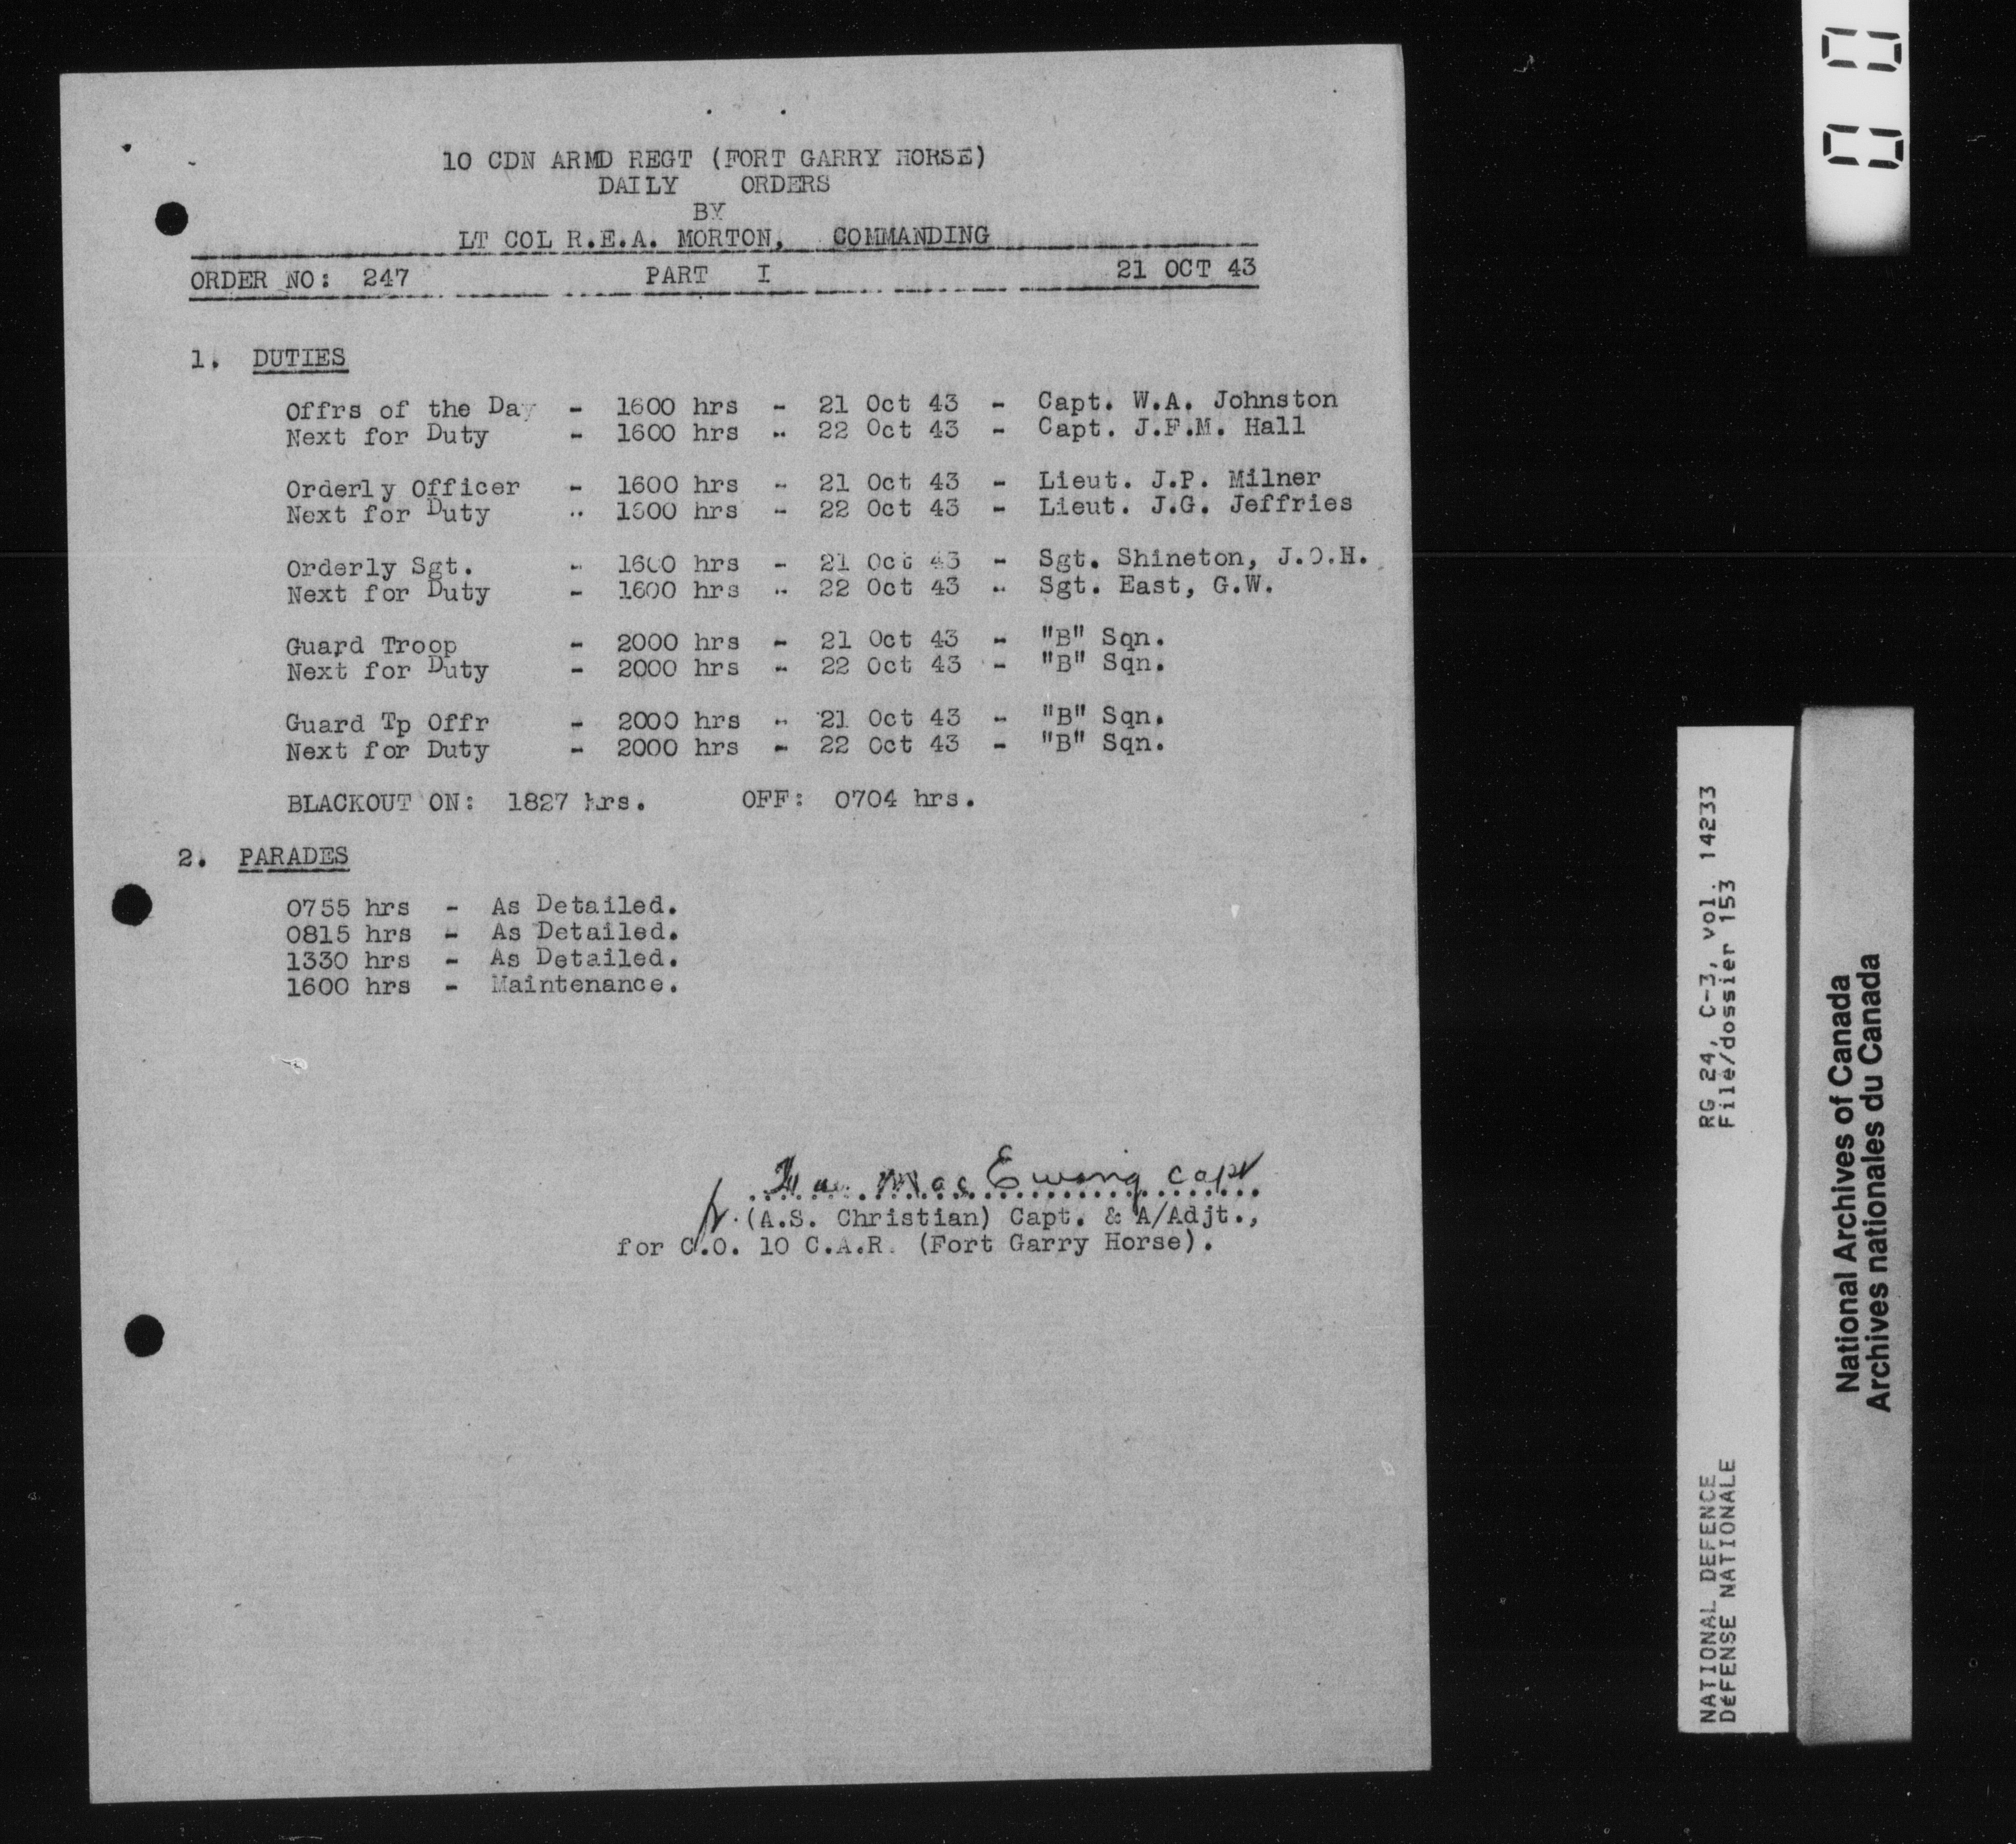 10 CDN ARMD REGT (FORT GARRY HORSE)
DAILY ORDERS
BY
LT COL R.E.A. MORTON, COMMANDING
ORDER NO: 247 PART I 21 OCT 43
1. DUTIES
Offrs of the Day - 1600 hrs - 21 Oct 43 - Capt. W.A. Johnston
Next for Duty - 1600 hrs - 22 Oct 43 - Capt. J.F.M. Hall
Orderly Officer - 1600 hrs - 21 Oct 43 - Lieut. J.P. Milner
Next for Duty - 1600 hrs - 22 Oct 43 - Lieut. J.G. Jeffries
Orderly Sgt. - 1600 hrs - 21 Oct 43 - Sgt. Shineton, J.O.H.
Next for Duty - 1600 hrs - 22 Oct 43 - Sgt. East, G.W.
Guard Troop - 2000 hrs - 21 Oct 43 - "B" Sqn.
Next for Duty - 2000 hrs - 22 Oct 43 - "B" Sqn.
Guard Tp Offr - 2000 hrs - 21 Oct 43 - "B" Sqn.
Next for Duty - 2000 hrs - 22 Oct 43 - "B" Sqn.
BLACKOUT ON: 1827 hrs. OFF: 0704 hrs.
2. PARADES
0755 hrs - As Detailed.
0815 hrs - As Detailed.
1330 hrs - As Detailed.
1600 hrs - Maintenance.
MacEwing Capt
(A.S. Christian) Capt. & A/Adjt.,
for C.O. 10 C.A.R. (Fort Garry Horse).
RG 24, C-3, vol. 14233
File/dossier 153
NATIONAL DEFENCE
DÉFENSE NATIONALE
National Archives of Canada
Archives nationales du Canada